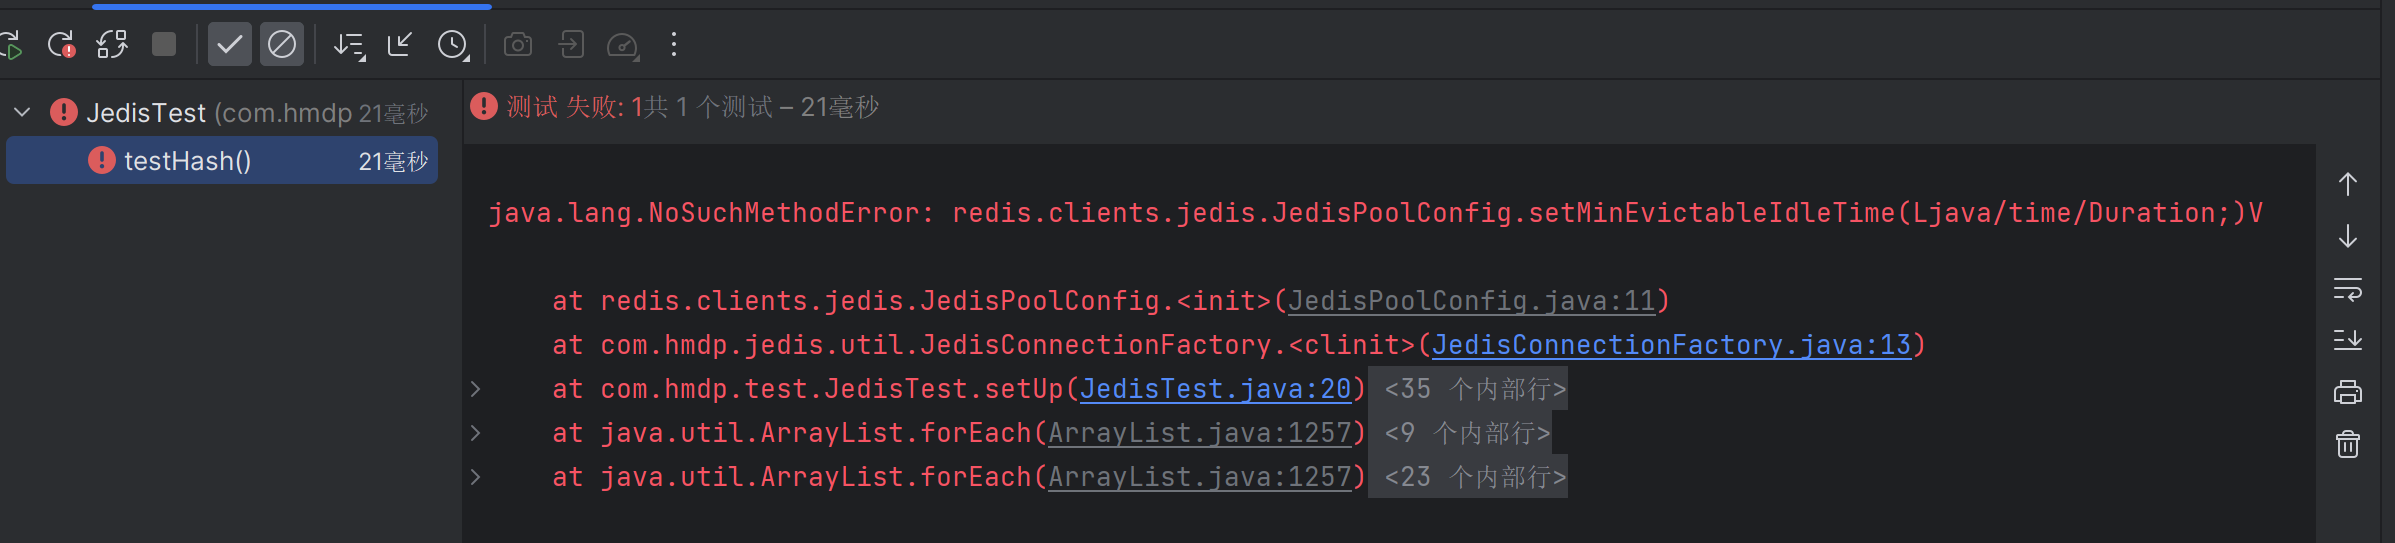 JedisTest (com.hmdp 21毫秒
testHash() 21毫秒
测试 失败: 1共 1 个测试 – 21毫秒
java.lang.NoSuchMethodError: redis.clients.jedis.JedisPoolConfig.setMinEvictableIdleTime(Ljava/time/Duration;)V
at redis.clients.jedis.JedisPoolConfig.<init>(JedisPoolConfig.java:11)
at com.hmdp.jedis.util.JedisConnectionFactory.<clinit>(JedisConnectionFactory.java:13)
at com.hmdp.test.JedisTest.setUp(JedisTest.java:20) <35 个内部行>
at java.util.ArrayList.forEach(ArrayList.java:1257) <9 个内部行>
at java.util.ArrayList.forEach(ArrayList.java:1257) <23 个内部行>